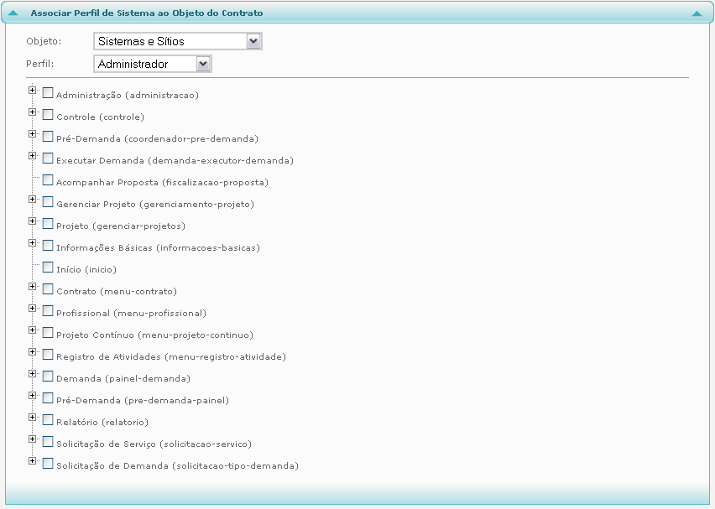 Associar Perfil de Sistema ao Objeto do Contrato
Objeto: Sistemas e Sítios
Perfil: Administrador
Administração (administracao)
Controle (controle)
Pré-Demanda (coordenador-pre-demanda)
Executar Demanda (demanda-executor-demanda)
Acompanhar Proposta (fiscalizacao-proposta)
Gerenciar Projeto (gerenciamento-projeto)
Projeto (gerenciar-projetos)
Informações Básicas (informacoes-basicas)
Início (inicio)
Contrato (menu-contrato)
Profissional (menu-profissional)
Projeto Contínuo (menu-projeto-continuo)
Registro de Atividades (menu-registro-atividade)
Demanda (painel-demanda)
Pré-Demanda (pre-demanda-painel)
Relatório (relatorio)
Solicitação de Serviço (solicitacao-servico)
Solicitação de Demanda (solicitacao-tipo-demanda)